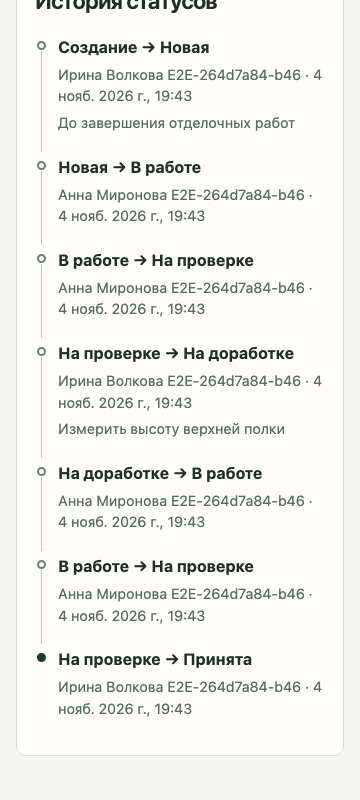 История статусов
Создание → Новая
Ирина Волкова E2E-264d7a84-b46 · 4
нояб. 2026 г., 19:43
До завершения отделочных работ
Новая → В работе
Анна Миронова E2E-264d7a84-b46 ·
4 нояб. 2026 г., 19:43
В работе → На проверке
Анна Миронова E2E-264d7a84-b46 ·
4 нояб. 2026 г., 19:43
На проверке → На доработке
Ирина Волкова E2E-264d7a84-b46 · 4
нояб. 2026 г., 19:43
Измерить высоту верхней полки
На доработке → В работе
Анна Миронова E2E-264d7a84-b46 ·
4 нояб. 2026 г., 19:43
В работе → На проверке
Анна Миронова E2E-264d7a84-b46 ·
4 нояб. 2026 г., 19:43
На проверке → Принята
Ирина Волкова E2E-264d7a84-b46 · 4
нояб. 2026 г., 19:43